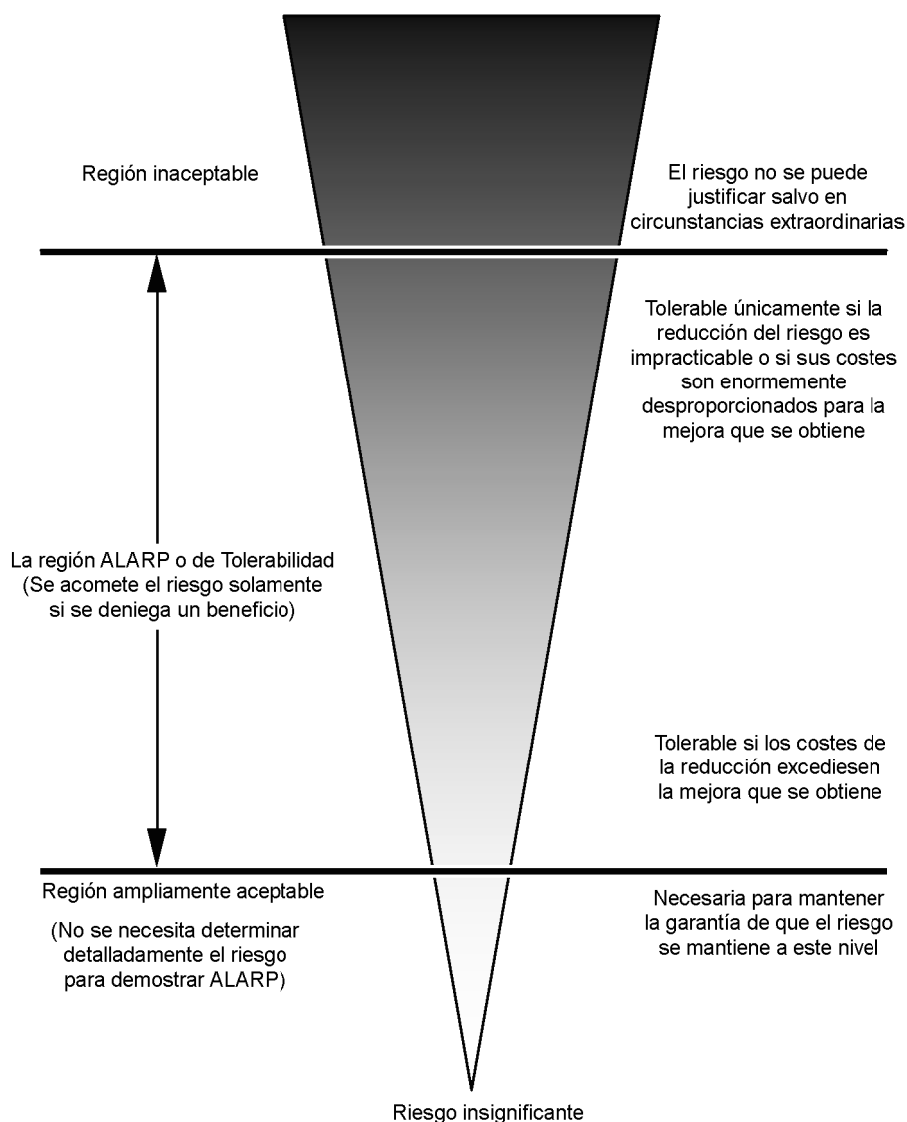 Región inaceptable
El riesgo no se puede
justificar salvo en
circunstancias extraordinarias
Tolerable únicamente si la
reducción del riesgo es
impracticable o si sus costes
son enormemente
desproporcionados para la
mejora que se obtiene
La región ALARP o de Tolerabilidad
(Se acomete el riesgo solamente
si se deniega un beneficio)
Tolerable si los costes de
la reducción excediesen
la mejora que se obtiene
Región ampliamente aceptable
(No se necesita determinar
detalladamente el riesgo
para demostrar ALARP)
Necesaria para mantener
la garantía de que el riesgo
se mantiene a este nivel
Riesgo insignificante